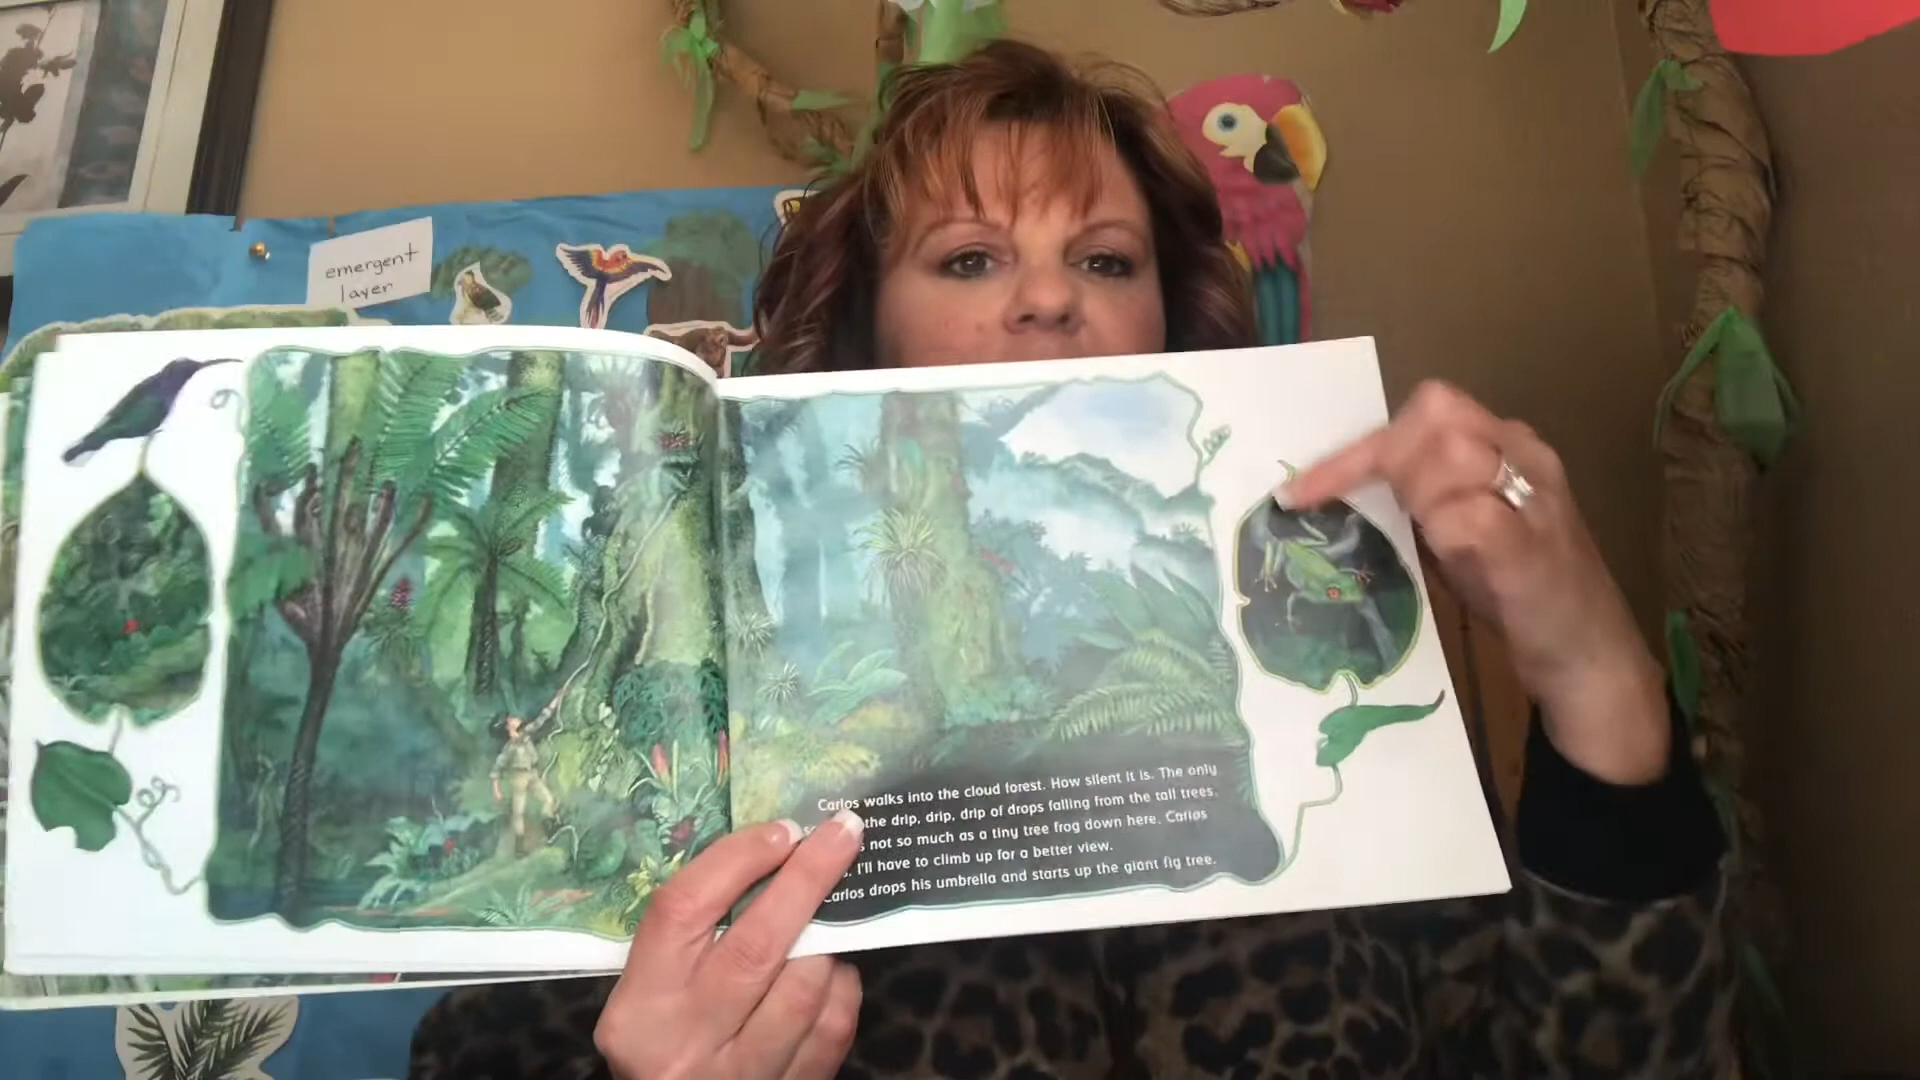 emergent
layer
Carlos walks into the cloud forest. How silent it is. The only
the drip, drip, drip of drops falling from the tall trees.
not so much as a tiny tree frog down here. Carlos
I'll have to climb up for a better view.
Carlos drops his umbrella and starts up the giant fig tree.